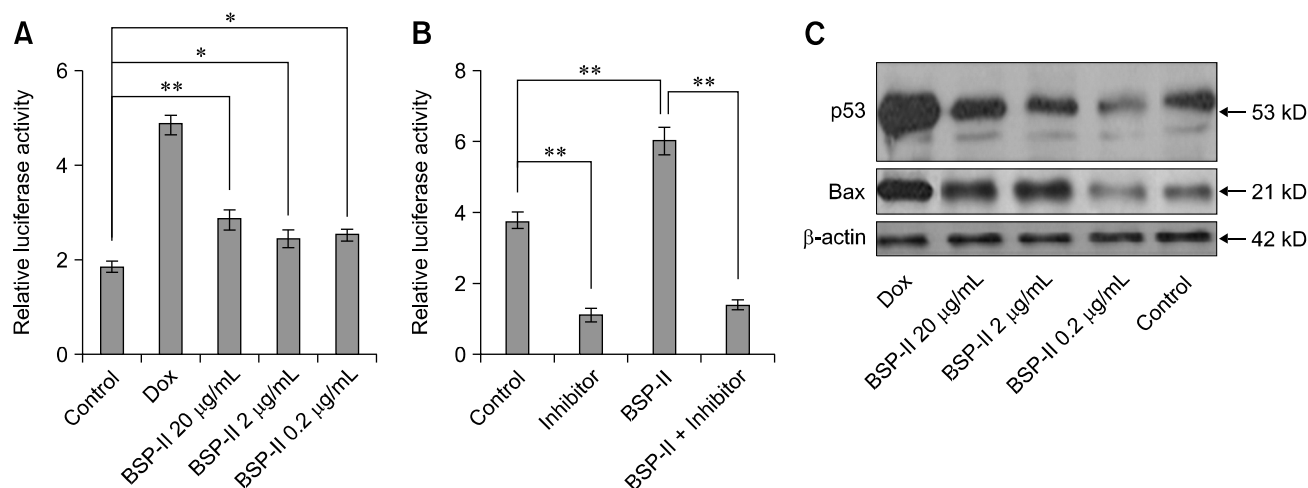 A
Relative luciferase activity
6
4
2
0
*
*
**
Control
Dox
BSP-II 20 μg/mL
BSP-II 2 μg/mL
BSP-II 0.2 μg/mL
B
Relative luciferase activity
8
6
4
2
0
**
**
**
Control
Inhibitor
BSP-II
BSP-II + Inhibitor
C
p53
53 kD
Bax
21 kD
β-actin
42 kD
Dox
BSP-II 20 μg/mL
BSP-II 2 μg/mL
BSP-II 0.2 μg/mL
Control